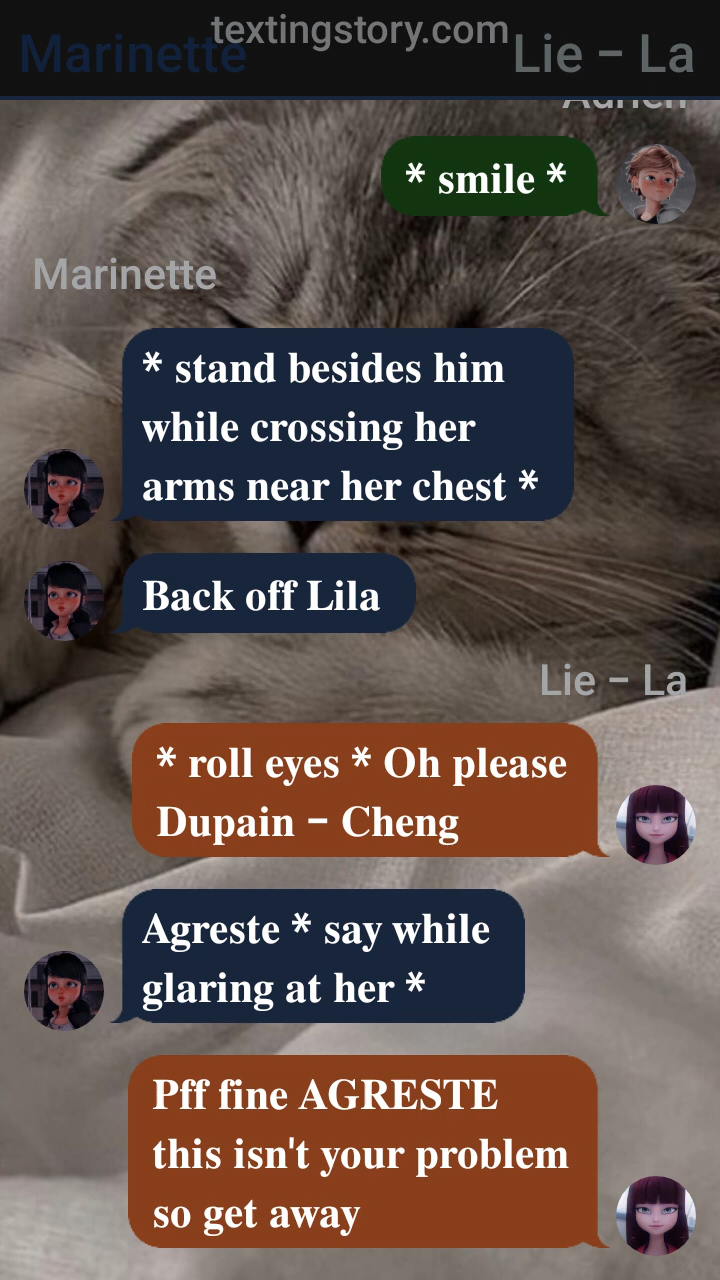 textingstory.com
Marinette
Lie – La
Adrien
* smile *
Marinette
* stand besides him
while crossing her
arms near her chest *
Back off Lila
Lie – La
* roll eyes * Oh please
Dupain – Cheng
Agreste * say while
glaring at her *
Pff fine AGRESTE
this isn't your problem
so get away